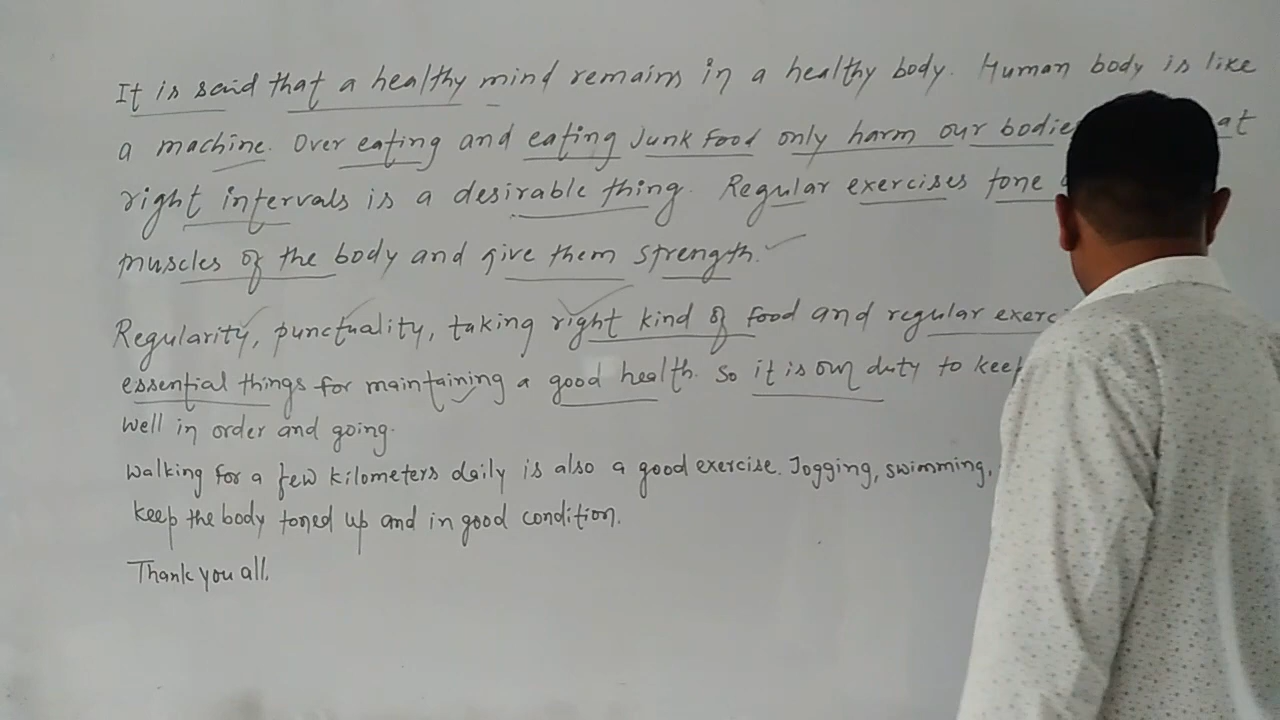 It is said that a healthy mind remains in a healthy body. Human body is like
a machine. Over eating and eating Junk food only harm our bodies at
right intervals is a desirable thing. Regular exercises tone
muscles of the body and give them strength.
Regularity, punctuality, taking right kind of food and regular
essential things for maintaining a good health. So it is our duty to keep
well in order and going.
Walking for a few kilometers daily is also a good exercise. Jogging, swimming,
keep the body toned up and in good condition.
Thank you all.